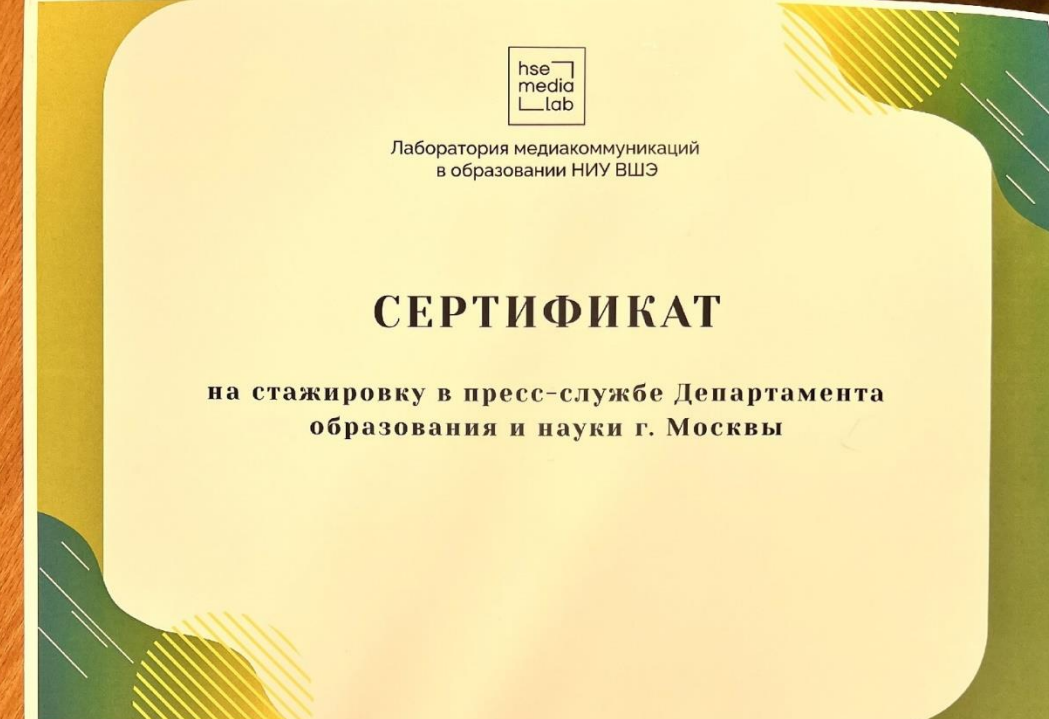 hse
media
lab
Лаборатория медиакоммуникаций
в образовании НИУ ВШЭ
СЕРТИФИКАТ
на стажировку в пресс-службе Департамента
образования и науки г. Москвы